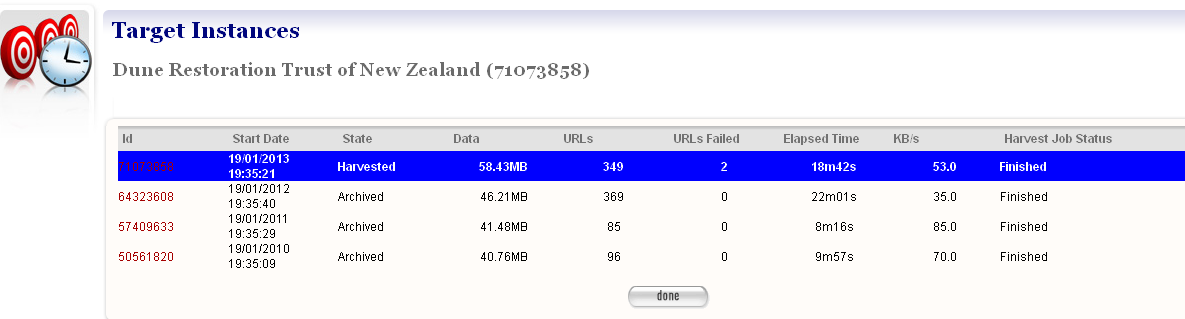 Target Instances
Dune Restoration Trust of New Zealand (71073858)
Id Start Date State Data URLs URLs Failed Elapsed Time KB/s Harvest Job Status
71073858 19/01/2013 19:35:21 Harvested 58.43MB 349 2 18m42s 53.0 Finished
64323608 19/01/2012 19:35:40 Archived 46.21MB 369 0 22m01s 35.0 Finished
57409633 19/01/2011 19:35:29 Archived 41.48MB 85 0 8m16s 85.0 Finished
50561820 19/01/2010 19:35:09 Archived 40.76MB 96 0 9m57s 70.0 Finished
done